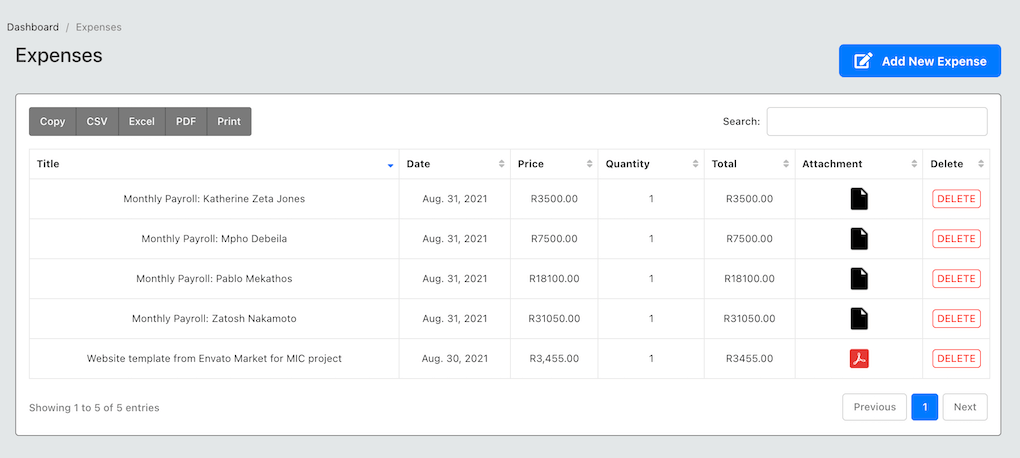 Dashboard / Expenses
Expenses
Add New Expense
Copy CSV Excel PDF Print
Search:
Title Date Price Quantity Total Attachment Delete
Monthly Payroll: Katherine Zeta Jones Aug. 31, 2021 R3500.00 1 R3500.00 DELETE
Monthly Payroll: Mpho Debeila Aug. 31, 2021 R7500.00 1 R7500.00 DELETE
Monthly Payroll: Pablo Mekathos Aug. 31, 2021 R18100.00 1 R18100.00 DELETE
Monthly Payroll: Zatosh Nakamoto Aug. 31, 2021 R31050.00 1 R31050.00 DELETE
Website template from Envato Market for MIC project Aug. 30, 2021 R3,455.00 1 R3455.00 DELETE
Showing 1 to 5 of 5 entries
Previous 1 Next